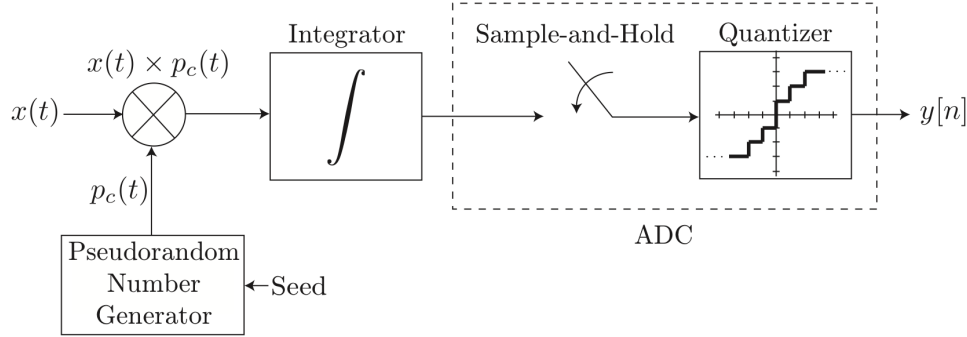 Integrator
Sample-and-Hold
Quantizer
x(t) × p_c(t)
x(t)
∫
y[n]
p_c(t)
ADC
Pseudorandom
Number
Generator
Seed